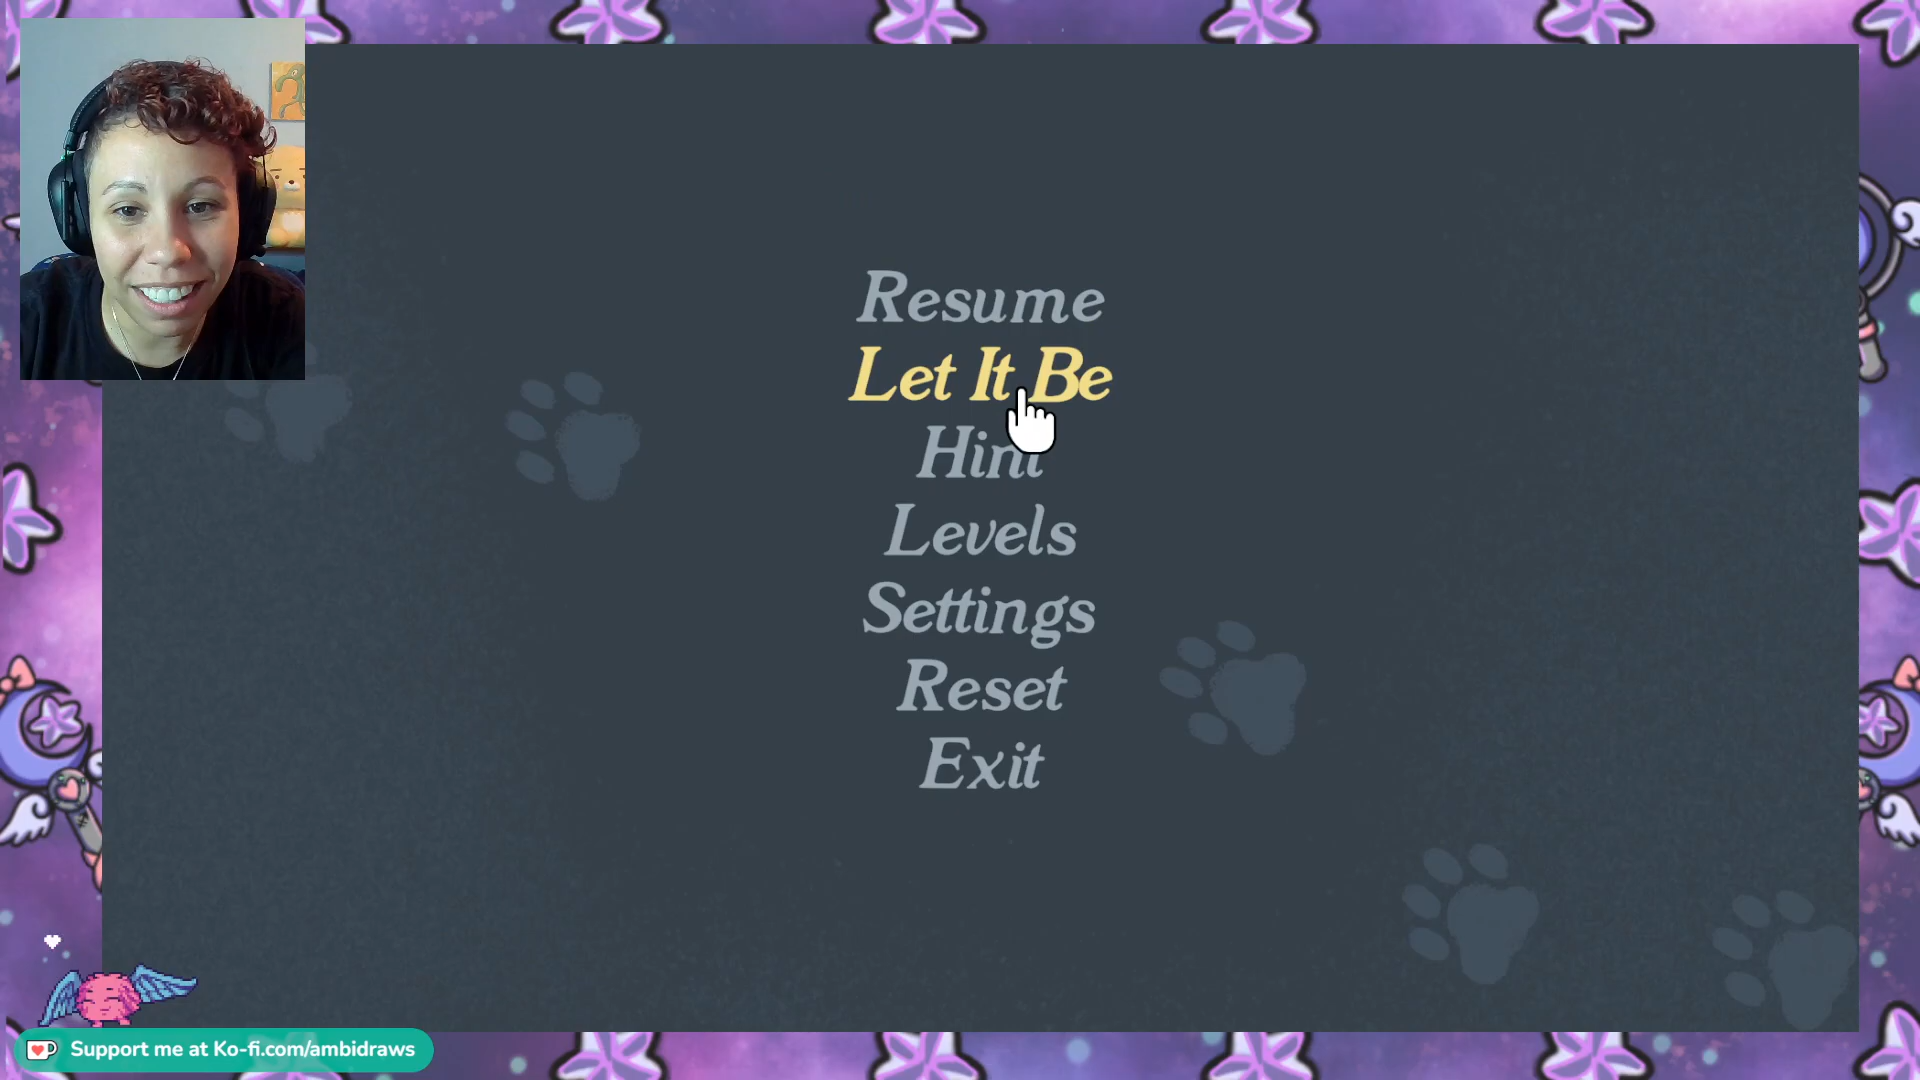 Resume
Let It Be
Hint
Levels
Settings
Reset
Exit
Support me at Ko-fi.com/ambidraws